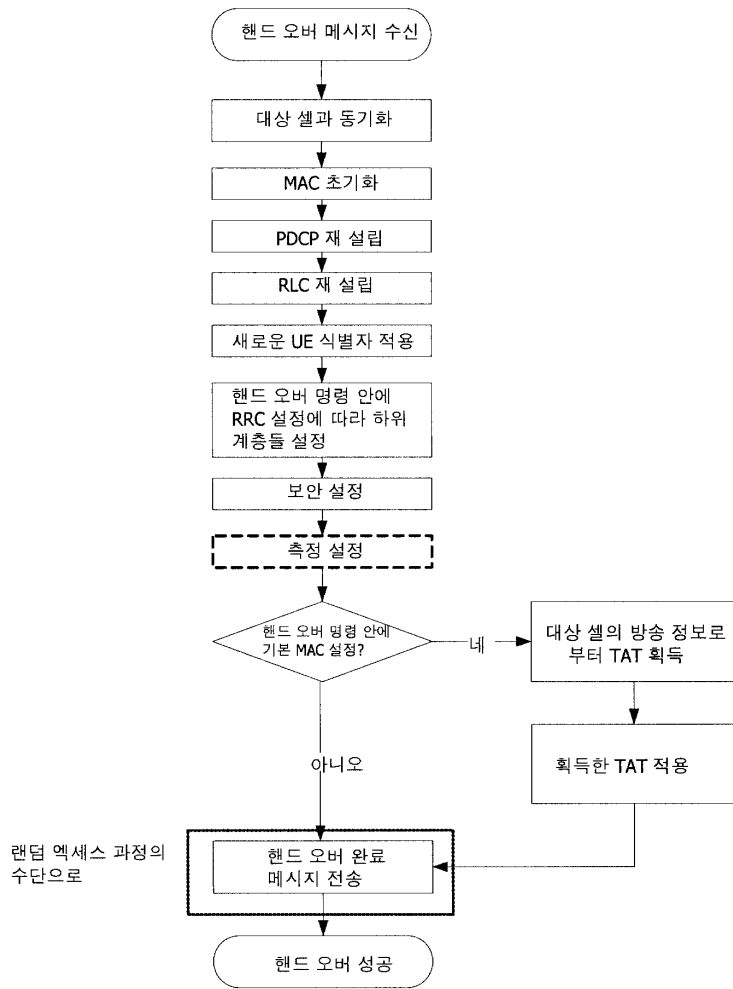 핸드 오버 메시지 수신
대상 셀과 동기화
MAC 초기화
PDCP 재 설립
RLC 재 설립
새로운 UE 식별자 적용
핸드 오버 명령 안에
RRC 설정에 따라 하위
계층들 설정
보안 설정
측정 설정
핸드 오버 명령 안에
기본 MAC 설정?
네
대상 셀의 방송 정보로
부터 TAT 획득
획득한 TAT 적용
아니오
랜덤 엑세스 과정의
수단으로
핸드 오버 완료
메시지 전송
핸드 오버 성공